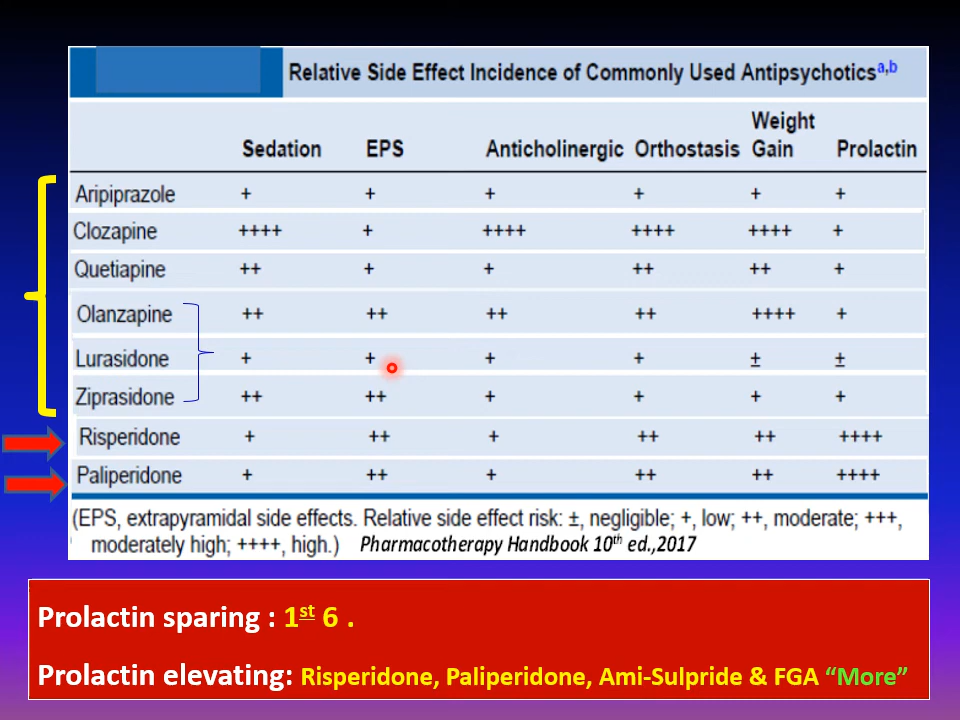 Relative Side Effect Incidence of Commonly Used Antipsychotics a,b
Sedation EPS Anticholinergic Orthostasis Weight Gain Prolactin
Aripiprazole + + + + + +
Clozapine ++++ + ++++ ++++ ++++ +
Quetiapine ++ + + ++ ++ +
Olanzapine ++ ++ ++ ++ ++++ +
Lurasidone + + + + ± ±
Ziprasidone ++ ++ + + + +
Risperidone + ++ + ++ ++ ++++
Paliperidone + ++ + ++ ++ ++++
(EPS, extrapyramidal side effects. Relative side effect risk: ±, negligible; +, low; ++, moderate; +++,
moderately high; ++++, high.) Pharmacotherapy Handbook 10th ed.,2017
Prolactin sparing : 1st 6 .
Prolactin elevating: Risperidone, Paliperidone, Ami-Sulpride & FGA “More”